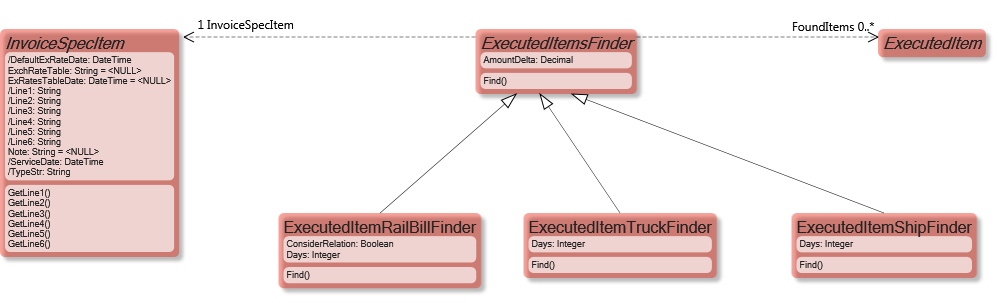 1 InvoiceSpecItem
FoundItems 0..*
InvoiceSpecItem
/DefaultExRateDate: DateTime
ExchRateTable: String = <NULL>
ExRatesTableDate: DateTime = <NULL>
/Line1: String
/Line2: String
/Line3: String
/Line4: String
/Line5: String
/Line6: String
Note: String = <NULL>
/ServiceDate: DateTime
/TypeStr: String
GetLine1()
GetLine2()
GetLine3()
GetLine4()
GetLine5()
GetLine6()
ExecutedItemsFinder
AmountDelta: Decimal
Find()
ExecutedItem
ExecutedItemRailBillFinder
ConsiderRelation: Boolean
Days: Integer
Find()
ExecutedItemTruckFinder
Days: Integer
Find()
ExecutedItemShipFinder
Days: Integer
Find()